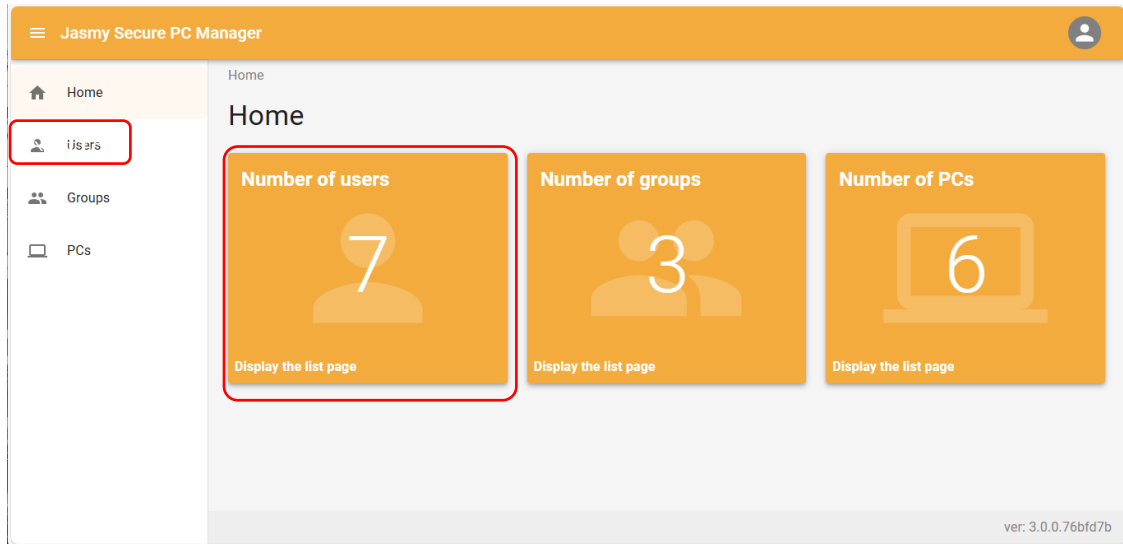 Jasmy Secure PC Manager
Home
Users
Groups
PCs
Home
Home
Number of users
7
Display the list page
Number of groups
3
Display the list page
Number of PCs
6
Display the list page
ver: 3.0.0.76bfd7b